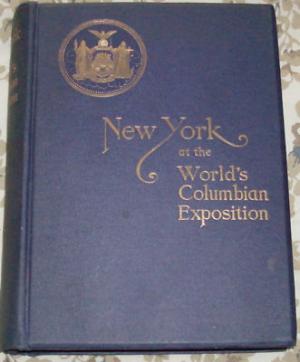 New York
at the
World's
Columbian
Exposition